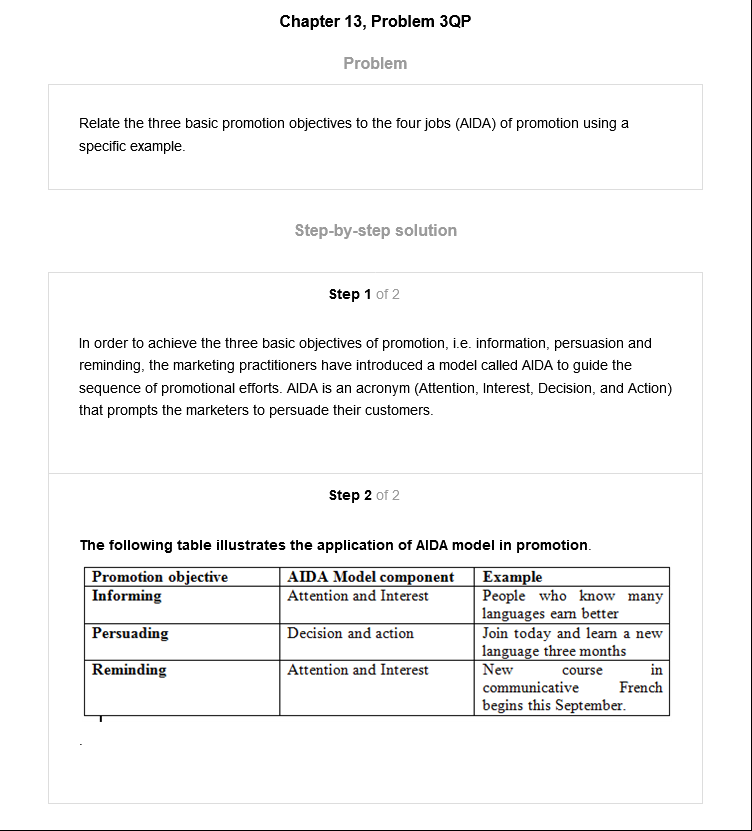 Chapter 13, Problem 3QP
Problem
Relate the three basic promotion objectives to the four jobs (AIDA) of promotion using a
specific example.
Step-by-step solution
Step 1 of 2
In order to achieve the three basic objectives of promotion, i.e. information, persuasion and
reminding, the marketing practitioners have introduced a model called AIDA to guide the
sequence of promotional efforts. AIDA is an acronym (Attention, Interest, Decision, and Action)
that prompts the marketers to persuade their customers.
Step 2 of 2
The following table illustrates the application of AIDA model in promotion.
Promotion objective AIDA Model component Example
Informing Attention and Interest People who know many
languages earn better
Persuading Decision and action Join today and learn a new
language three months
Reminding Attention and Interest New course in
communicative French
begins this September.
.